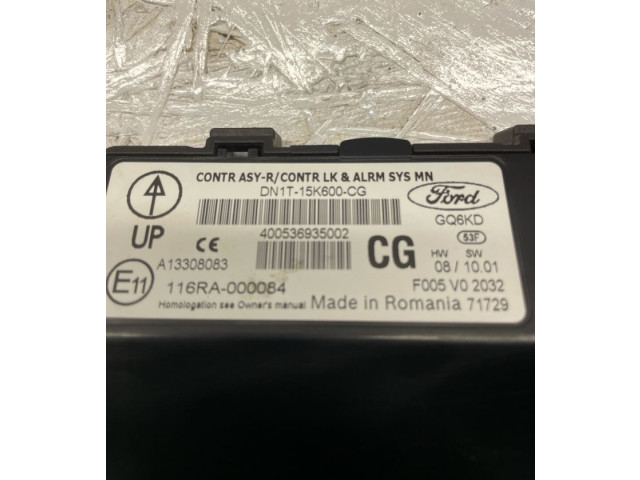 CONTR ASY-R/CONTR LK & ALRM SYS MN
DN1T-15K600-CG
Ford
GQ6KD
UP
CE
400536935002
CG
53F
HW SW
A13308083
08 / 10.01
E11
116RA-000084
F005 V0 2032
Homologation see Owner's manual
Made in Romania 71729